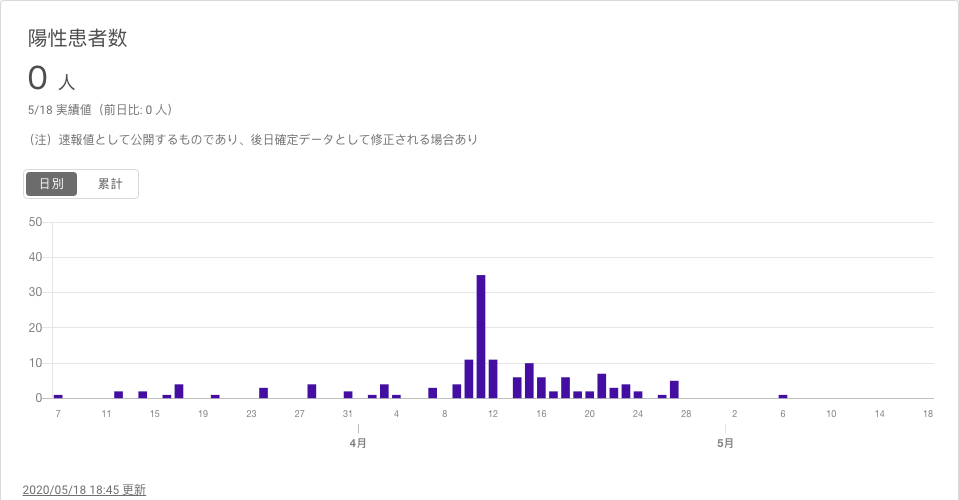 陽性患者数
0 人
5/18 実績値（前日比: 0 人）
（注）速報値として公開するものであり、後日確定データとして修正される場合あり
日別 累計
50
40
30
20
10
0
7 11 15 19 23 27 31 4 8 12 16 20 24 28 2 6 10 14 18
4月 5月
2020/05/18 18:45 更新